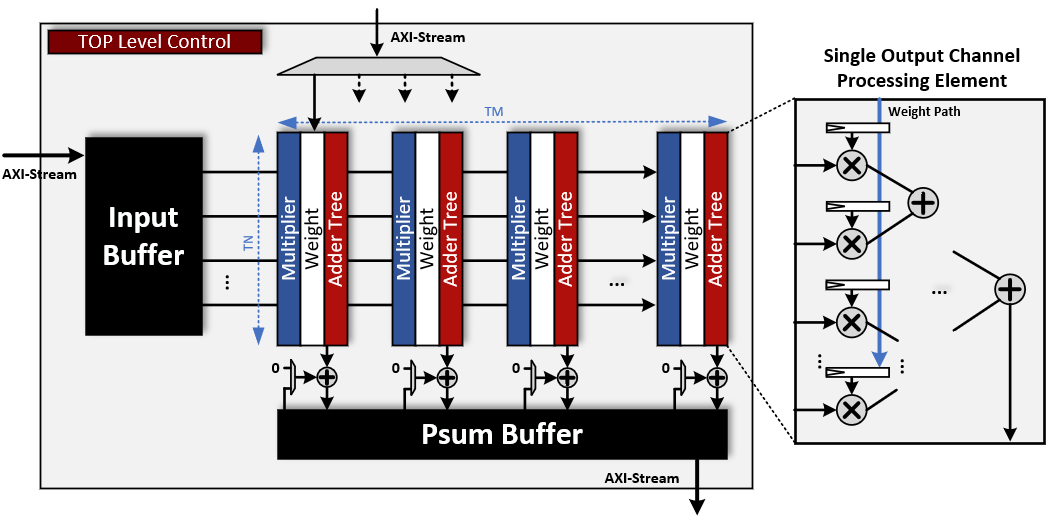 TOP Level Control
AXI-Stream
Single Output Channel
Processing Element
TM
Weight Path
AXI-Stream
Input
Buffer
TN
...
Multiplier
Weight
Adder Tree
Multiplier
Weight
Adder Tree
Multiplier
Weight
Adder Tree
...
Multiplier
Weight
Adder Tree
...
...
...
0
0
0
0
Psum Buffer
AXI-Stream